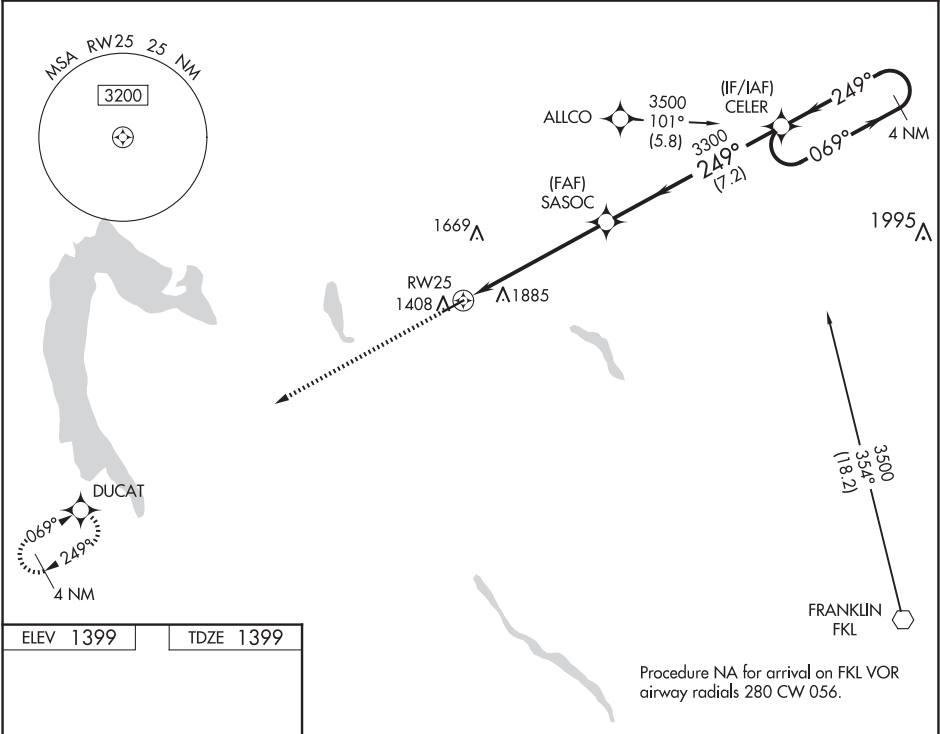 MSA RW25 25 NM
3200
ALLCO
3500
101°
(5.8)
(IF/IAF)
CELER
249°
4 NM
069°
3300
249°
(7.2)
(FAF)
SASOC
1669
1995
RW25
1408
1885
DUCAT
069°
249°
4 NM
3500
354°
(18.2)
FRANKLIN
FKL
ELEV 1399
TDZE 1399
Procedure NA for arrival on FKL VOR
airway radials 280 CW 056.